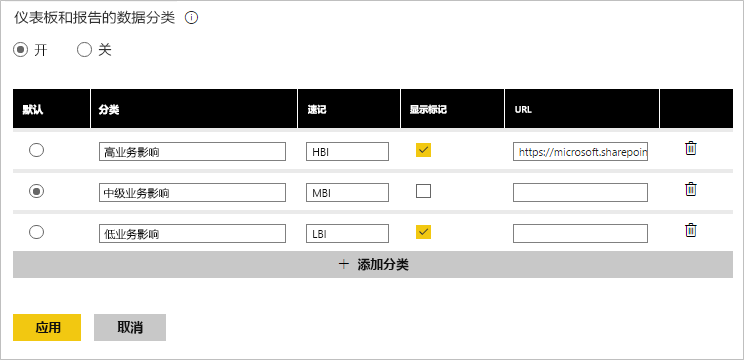 仪表板和报告的数据分类
开 关
默认 分类 速记 显示标记 URL
高业务影响 HBI https://microsoft.sharepoin
中级业务影响 MBI
低业务影响 LBI
+ 添加分类
应用 取消